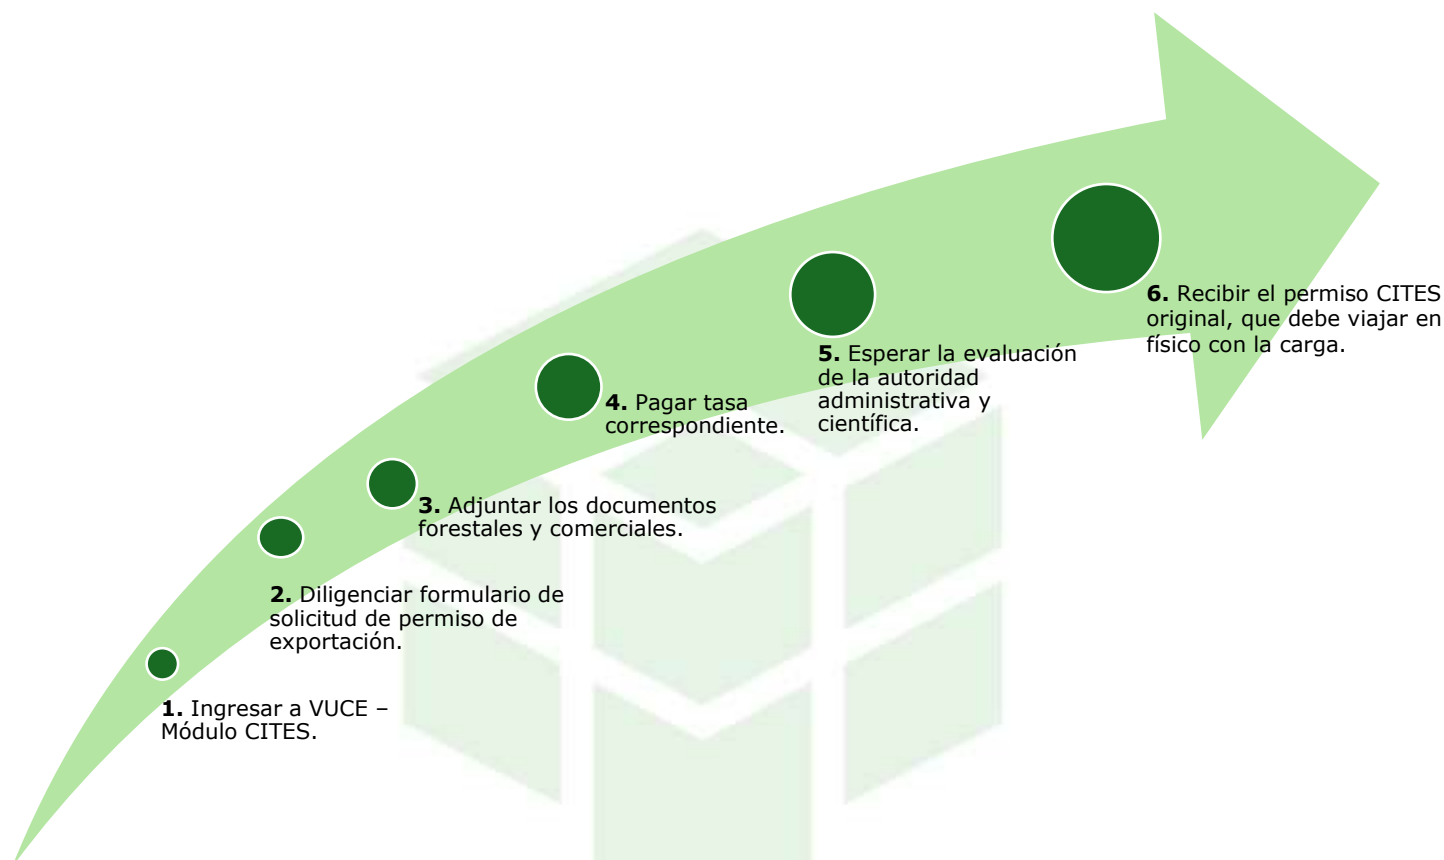 1. Ingresar a VUCE –
Módulo CITES.
2. Diligenciar formulario de
solicitud de permiso de
exportación.
3. Adjuntar los documentos
forestales y comerciales.
4. Pagar tasa
correspondiente.
5. Esperar la evaluación
de la autoridad
administrativa y
científica.
6. Recibir el permiso CITES
original, que debe viajar en
físico con la carga.